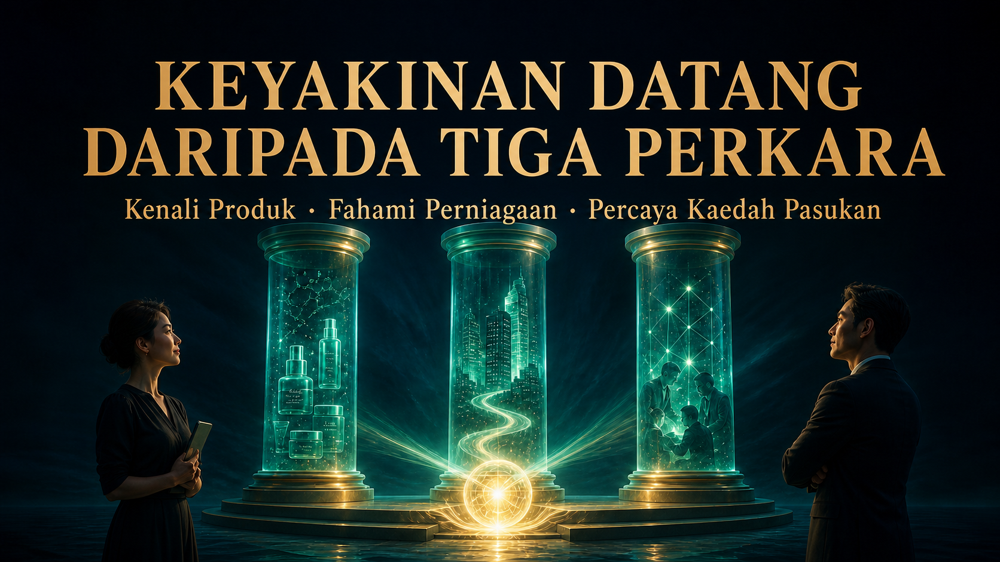 KEYAKINAN DATANG
DARIPADA TIGA PERKARA
Kenali Produk · Fahami Perniagaan · Percaya Kaedah Pasukan